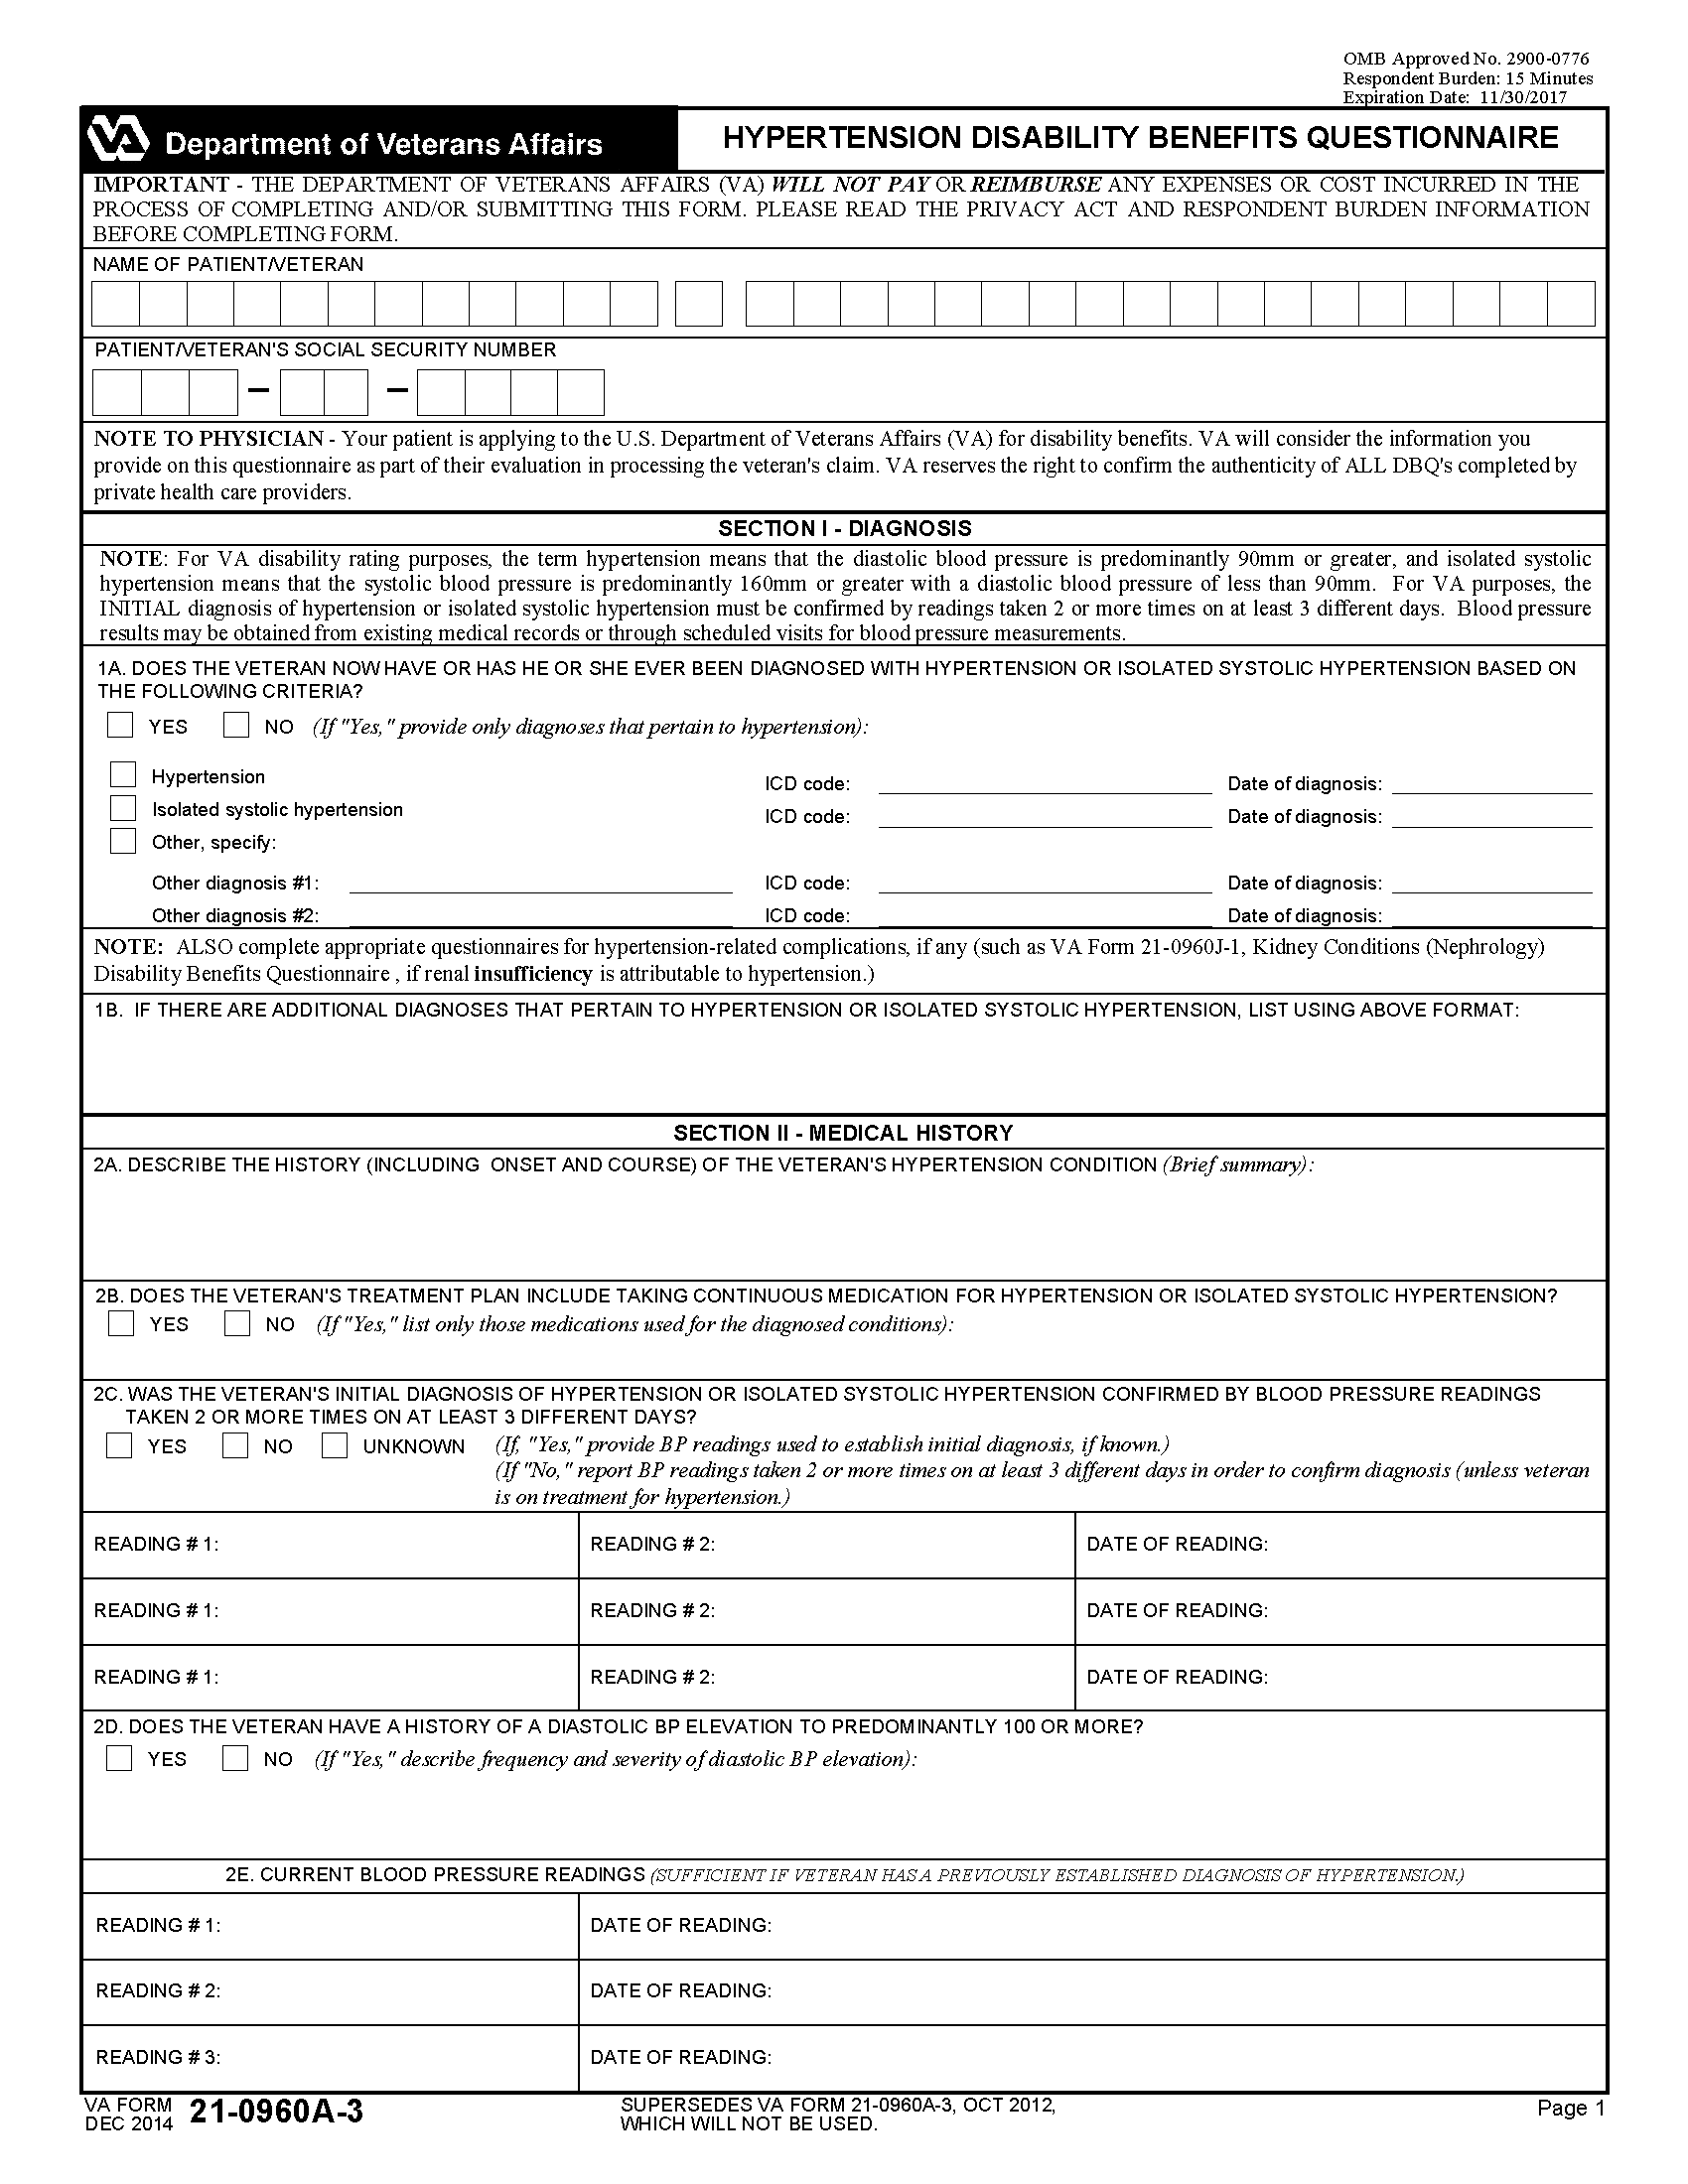 OMB Approved No. 2900-0776
Respondent Burden: 15 Minutes
Expiration Date: 11/30/2017
VA Department of Veterans Affairs
HYPERTENSION DISABILITY BENEFITS QUESTIONNAIRE
IMPORTANT - THE DEPARTMENT OF VETERANS AFFAIRS (VA) WILL NOT PAY OR REIMBURSE ANY EXPENSES OR COST INCURRED IN THE
PROCESS OF COMPLETING AND/OR SUBMITTING THIS FORM. PLEASE READ THE PRIVACY ACT AND RESPONDENT BURDEN INFORMATION
BEFORE COMPLETING FORM.
NAME OF PATIENT/VETERAN
PATIENT/VETERAN'S SOCIAL SECURITY NUMBER
– –
NOTE TO PHYSICIAN - Your patient is applying to the U.S. Department of Veterans Affairs (VA) for disability benefits. VA will consider the information you
provide on this questionnaire as part of their evaluation in processing the veteran's claim. VA reserves the right to confirm the authenticity of ALL DBQ's completed by
private health care providers.
SECTION I - DIAGNOSIS
NOTE: For VA disability rating purposes, the term hypertension means that the diastolic blood pressure is predominantly 90mm or greater, and isolated systolic
hypertension means that the systolic blood pressure is predominantly 160mm or greater with a diastolic blood pressure of less than 90mm. For VA purposes, the
INITIAL diagnosis of hypertension or isolated systolic hypertension must be confirmed by readings taken 2 or more times on at least 3 different days. Blood pressure
results may be obtained from existing medical records or through scheduled visits for blood pressure measurements.
1A. DOES THE VETERAN NOW HAVE OR HAS HE OR SHE EVER BEEN DIAGNOSED WITH HYPERTENSION OR ISOLATED SYSTOLIC HYPERTENSION BASED ON
THE FOLLOWING CRITERIA?
YES NO (If "Yes," provide only diagnoses that pertain to hypertension):
Hypertension ICD code: Date of diagnosis:
Isolated systolic hypertension ICD code: Date of diagnosis:
Other, specify:
Other diagnosis #1: ICD code: Date of diagnosis:
Other diagnosis #2: ICD code: Date of diagnosis:
NOTE: ALSO complete appropriate questionnaires for hypertension-related complications, if any (such as VA Form 21-0960J-1, Kidney Conditions (Nephrology)
Disability Benefits Questionnaire , if renal insufficiency is attributable to hypertension.)
1B. IF THERE ARE ADDITIONAL DIAGNOSES THAT PERTAIN TO HYPERTENSION OR ISOLATED SYSTOLIC HYPERTENSION, LIST USING ABOVE FORMAT:
SECTION II - MEDICAL HISTORY
2A. DESCRIBE THE HISTORY (INCLUDING ONSET AND COURSE) OF THE VETERAN'S HYPERTENSION CONDITION (Brief summary):
2B. DOES THE VETERAN'S TREATMENT PLAN INCLUDE TAKING CONTINUOUS MEDICATION FOR HYPERTENSION OR ISOLATED SYSTOLIC HYPERTENSION?
YES NO (If "Yes," list only those medications used for the diagnosed conditions):
2C. WAS THE VETERAN'S INITIAL DIAGNOSIS OF HYPERTENSION OR ISOLATED SYSTOLIC HYPERTENSION CONFIRMED BY BLOOD PRESSURE READINGS
TAKEN 2 OR MORE TIMES ON AT LEAST 3 DIFFERENT DAYS?
YES NO UNKNOWN (If, "Yes," provide BP readings used to establish initial diagnosis, if known.)
(If "No," report BP readings taken 2 or more times on at least 3 different days in order to confirm diagnosis (unless veteran
is on treatment for hypertension.)
READING # 1: READING # 2: DATE OF READING:
READING # 1: READING # 2: DATE OF READING:
READING # 1: READING # 2: DATE OF READING:
2D. DOES THE VETERAN HAVE A HISTORY OF A DIASTOLIC BP ELEVATION TO PREDOMINANTLY 100 OR MORE?
YES NO (If "Yes," describe frequency and severity of diastolic BP elevation):
2E. CURRENT BLOOD PRESSURE READINGS (SUFFICIENT IF VETERAN HAS A PREVIOUSLY ESTABLISHED DIAGNOSIS OF HYPERTENSION.)
READING # 1: DATE OF READING:
READING # 2: DATE OF READING:
READING # 3: DATE OF READING:
VA FORM
DEC 2014 21-0960A-3
SUPERSEDES VA FORM 21-0960A-3, OCT 2012,
WHICH WILL NOT BE USED.
Page 1